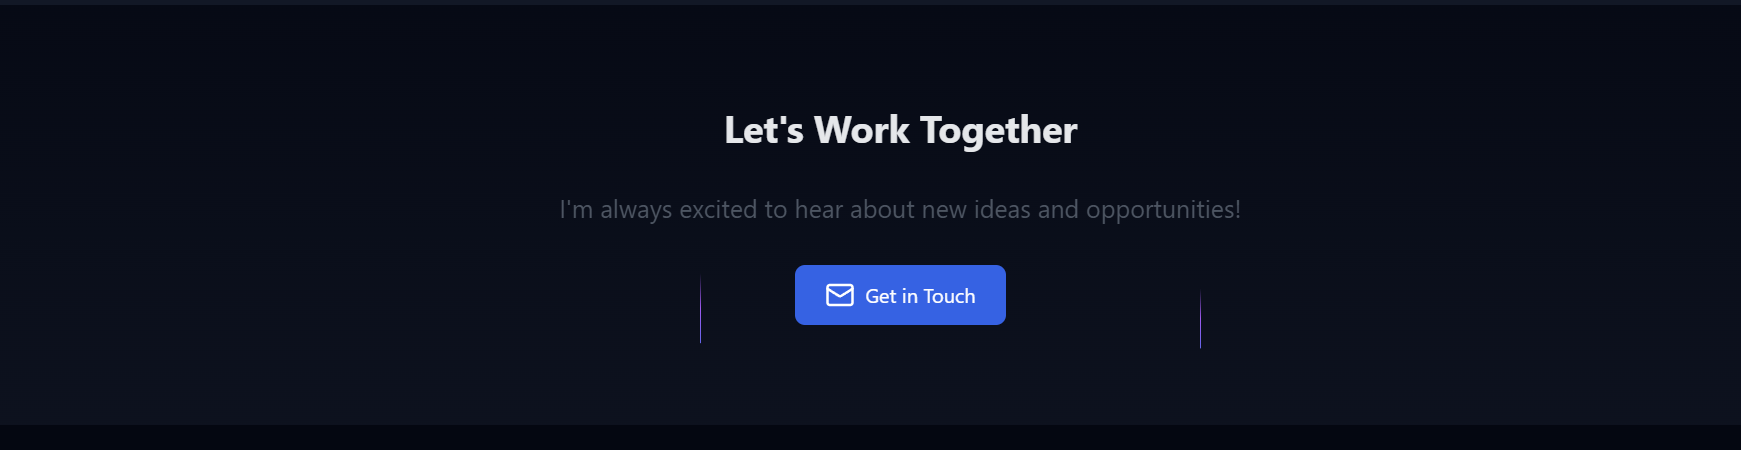 Let's Work Together
I'm always excited to hear about new ideas and opportunities!
Get in Touch